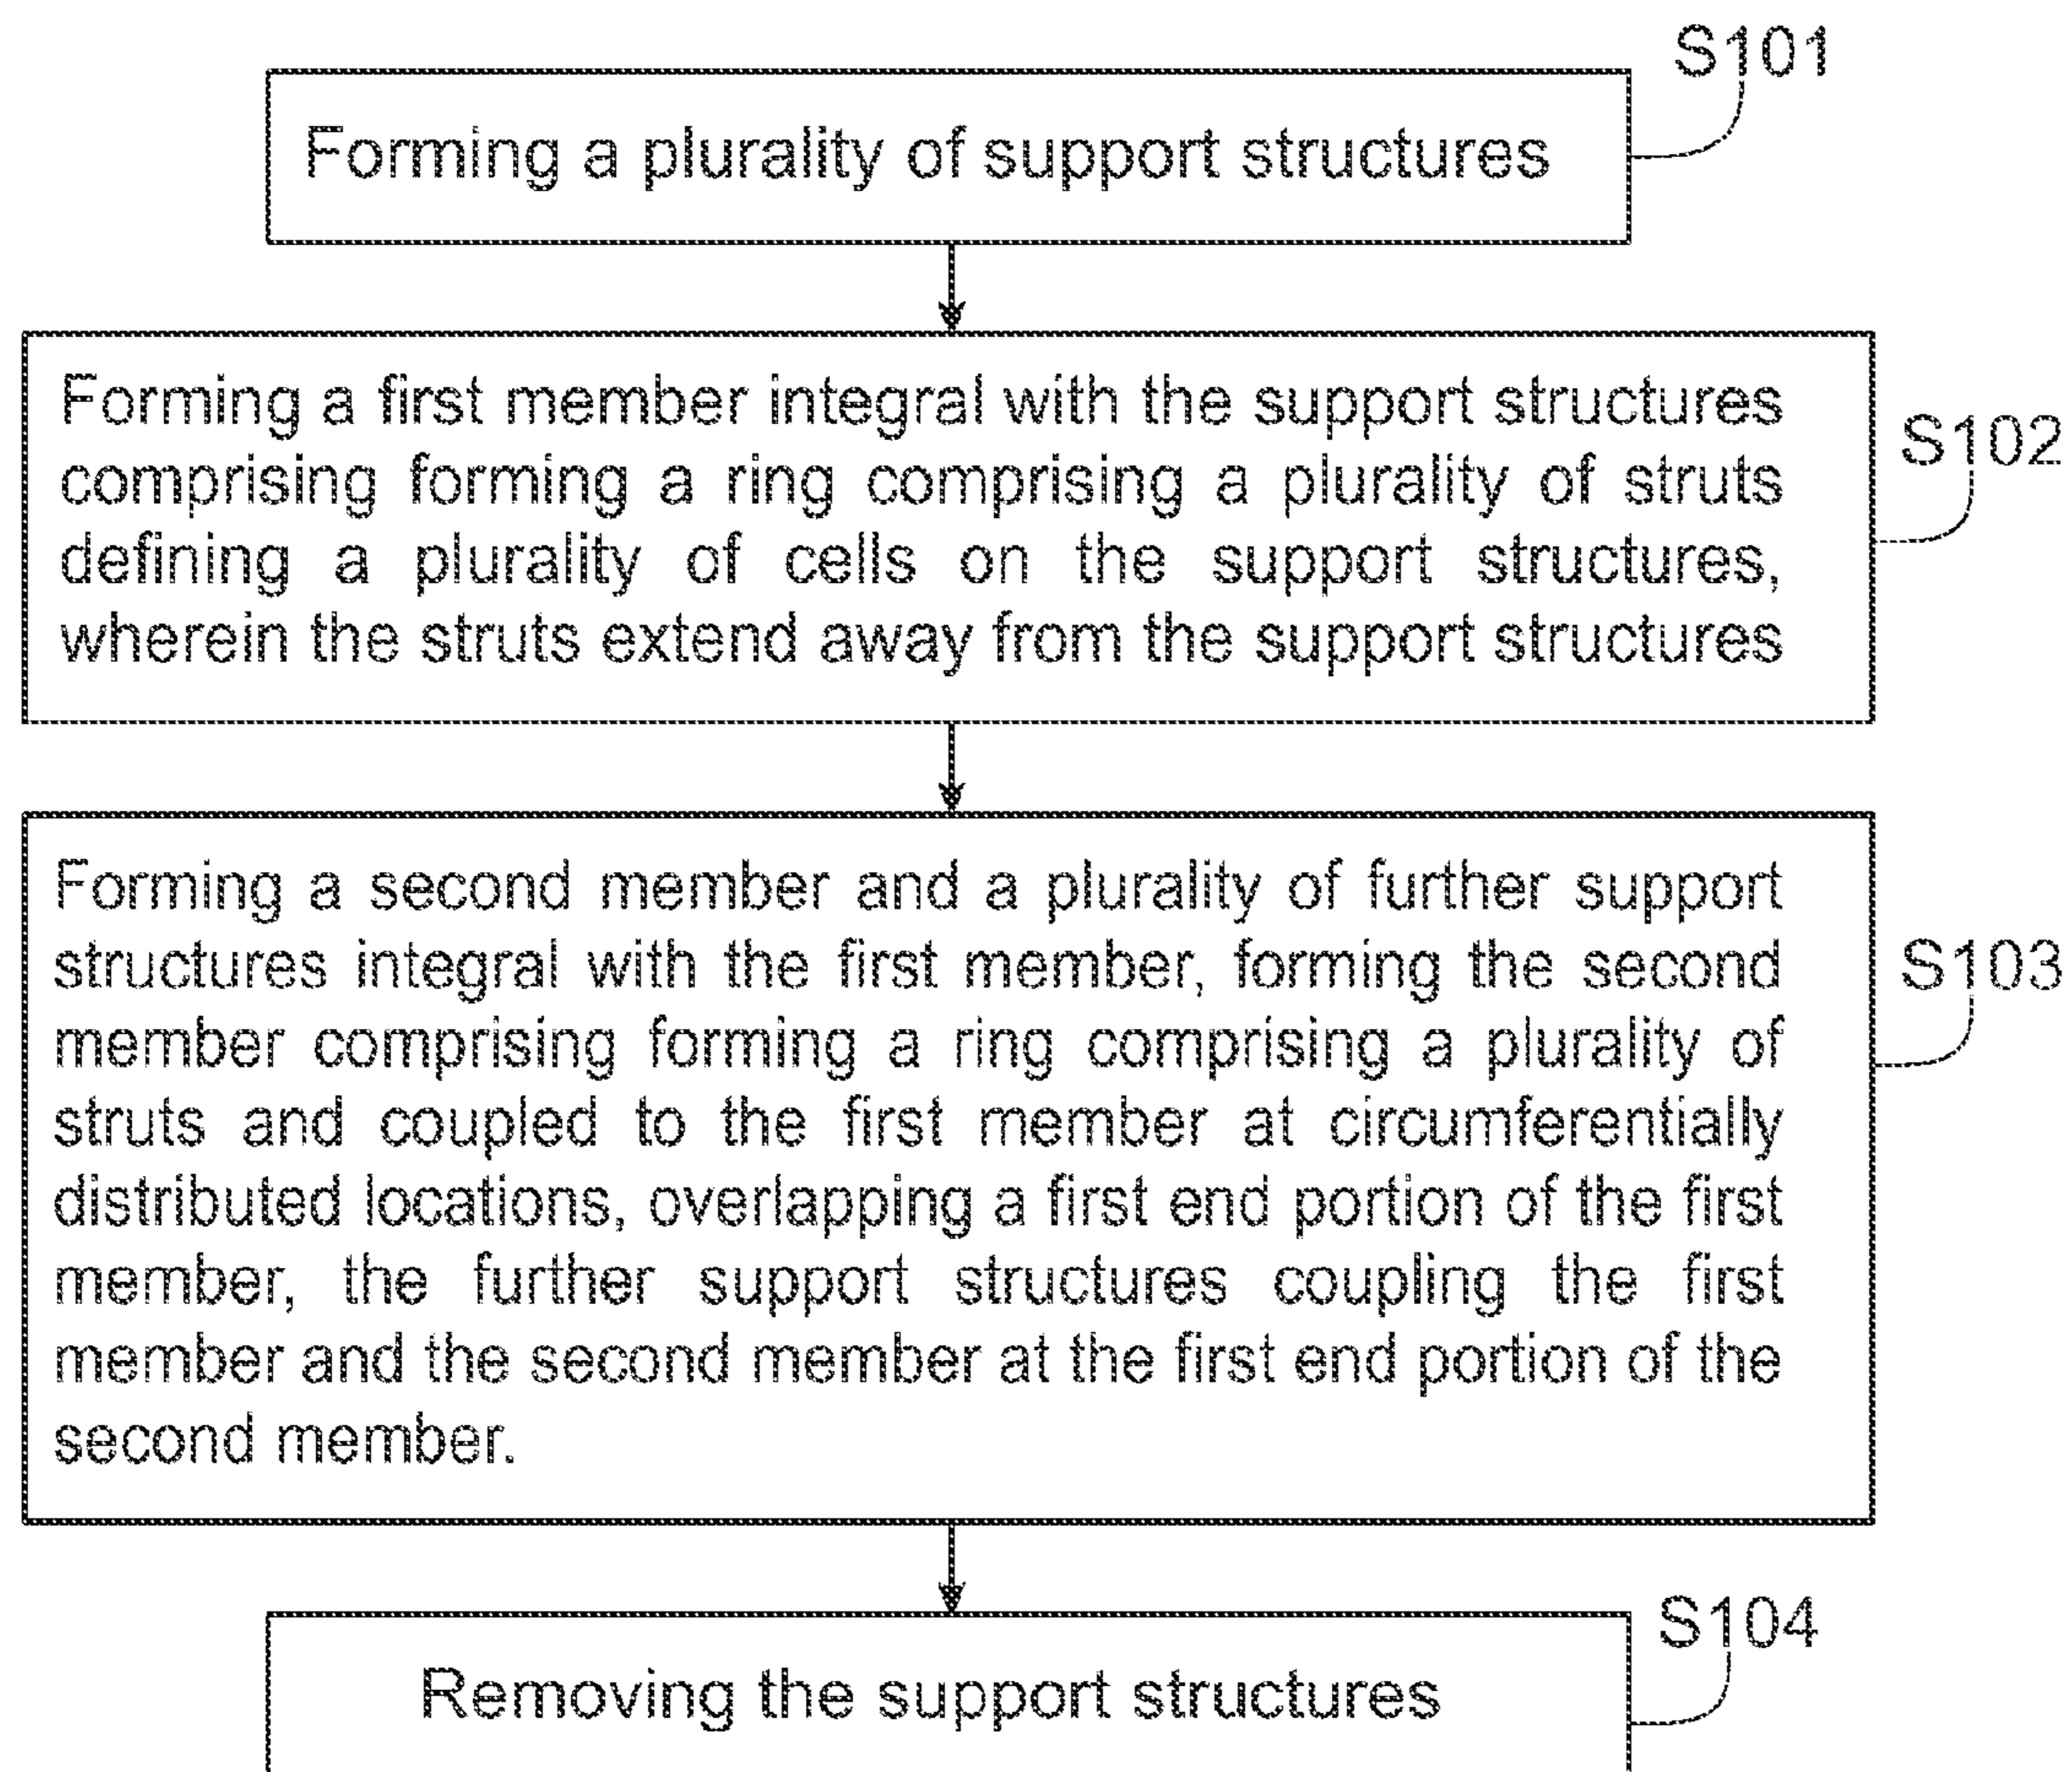 S101
Forming a plurality of support structures
Forming a first member integral with the support structures
comprising forming a ring comprising a plurality of struts
defining a plurality of cells on the support structures,
wherein the struts extend away from the support structures
S102
Forming a second member and a plurality of further support
structures integral with the first member, forming the second
member comprising forming a ring comprising a plurality of
struts and coupled to the first member at circumferentially
distributed locations, overlapping a first end portion of the first
member, the further support structures coupling the first
member and the second member at the first end portion of the
second member.
S103
S104
Removing the support structures